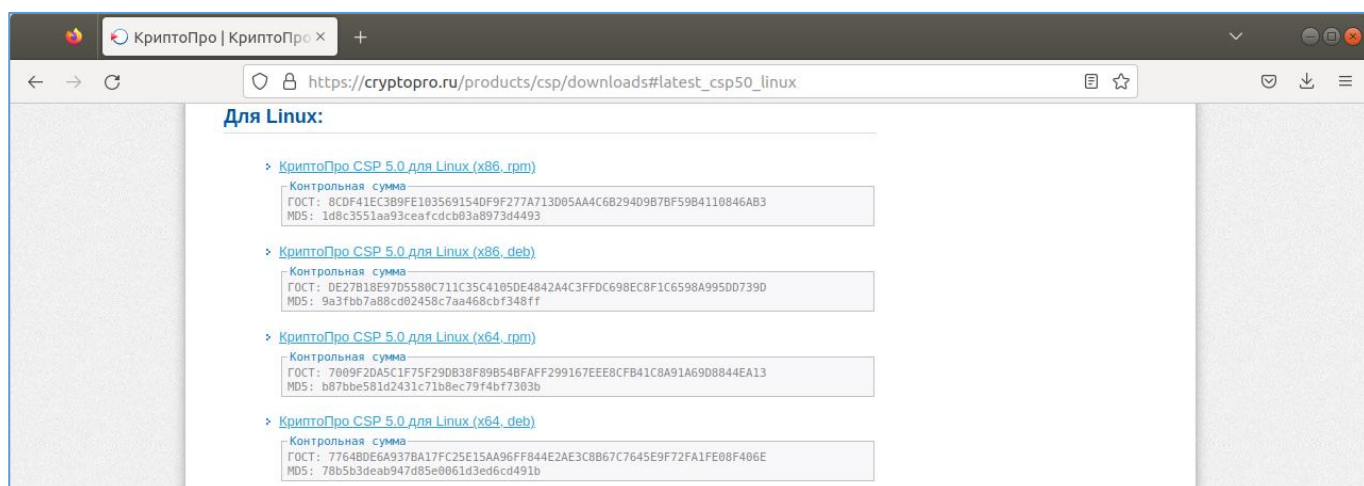 КриптоПро | КриптоПро
https://cryptopro.ru/products/csp/downloads#latest_csp50_linux
Для Linux:
КриптоПро CSP 5.0 для Linux (x86, rpm)
Контрольная сумма
ГОСТ: 8CDF41EC3B9FE103569154DF9F277A713D05AA4C6B294D9B7BF59B4110846AB3
MD5: 1d8c3551aa93ceafcdcb03a8973d4493
КриптоПро CSP 5.0 для Linux (x86, deb)
Контрольная сумма
ГОСТ: DE27B18E97D5580C711C35C4105DE4842A4C3FFDC698EC8F1C6598A995DD739D
MD5: 9a3fbb7a88cd02458c7aa468cbf348ff
КриптоПро CSP 5.0 для Linux (x64, rpm)
Контрольная сумма
ГОСТ: 7009F2DA5C1F75F29DB38F89B54BFAFF299167EEE8CFB41C8A91A69D8844EA13
MD5: b87bbe581d2431c71b8ec79f4bf7303b
КриптоПро CSP 5.0 для Linux (x64, deb)
Контрольная сумма
ГОСТ: 7764BDE6A937BA17FC25E15AA96FF844E2AE3C8B67C7645E9F72FA1FE08F406E
MD5: 78b5b3deab947d85e0061d3ed6cd491b